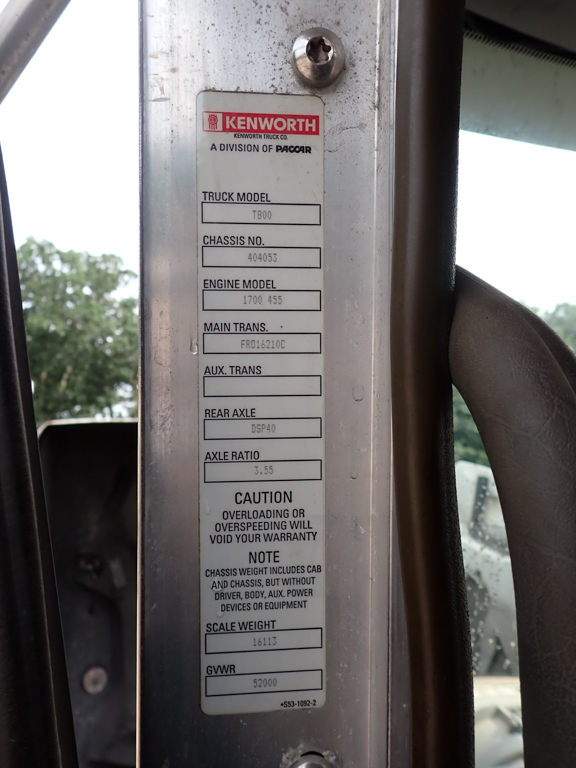 KENWORTH
KENWORTH TRUCK CO.
A DIVISION OF PACCAR
TRUCK MODEL
T800
CHASSIS NO.
404053
ENGINE MODEL
1700 455
MAIN TRANS.
FRO16210C
AUX. TRANS
REAR AXLE
DSP40
AXLE RATIO
3.55
CAUTION
OVERLOADING OR
OVERSPEEDING WILL
VOID YOUR WARRANTY
NOTE
CHASSIS WEIGHT INCLUDES CAB
AND CHASSIS, BUT WITHOUT
DRIVER, BODY, AUX. POWER
DEVICES OR EQUIPMENT
SCALE WEIGHT
16113
GVWR
52000
•S53-1092-2